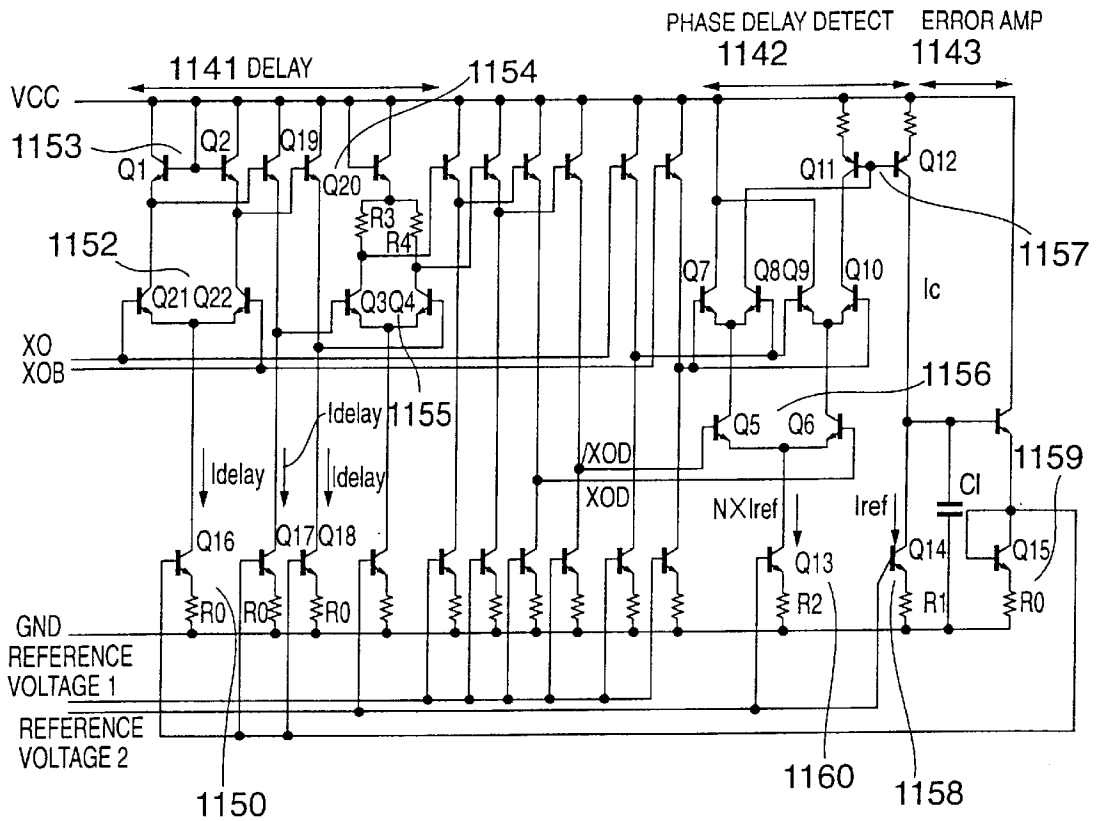 PHASE DELAY DETECT ERROR AMP
1142 1143
1141 DELAY 1154
VCC
1153 Q1 Q2 Q19 Q20 Q11 Q12
1157
R3 R4
1152 Q7 Q8 Q9 Q10
Q21 Q22 Q3 Q4 Ic
XO
XOB
1155 1156
Idelay
Q5 Q6
/XOD
XOD
Idelay Idelay
N×Iref Iref CI 1159
Q16 Q17 Q18 Q13 Q14 Q15
R0 R0 R0 R2 R1 R0
GND
REFERENCE
VOLTAGE 1
REFERENCE
VOLTAGE 2
1150 1160 1158